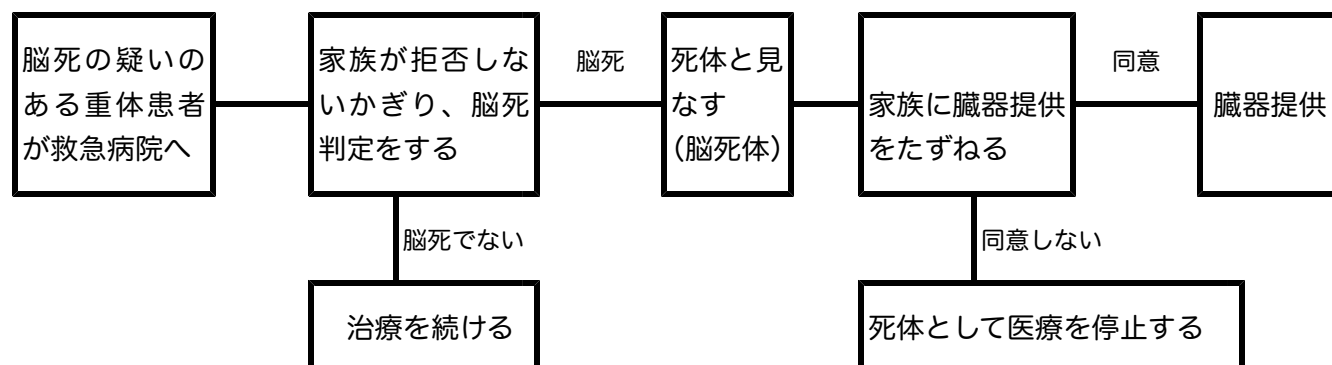 脳死の疑いの
ある重体患者
が救急病院へ
家族が拒否しな
いかぎり、脳死
判定をする
脳死
死体と見
なす
（脳死体）
家族に臓器提供
をたずねる
同意
臓器提供
脳死でない
同意しない
治療を続ける
死体として医療を停止する